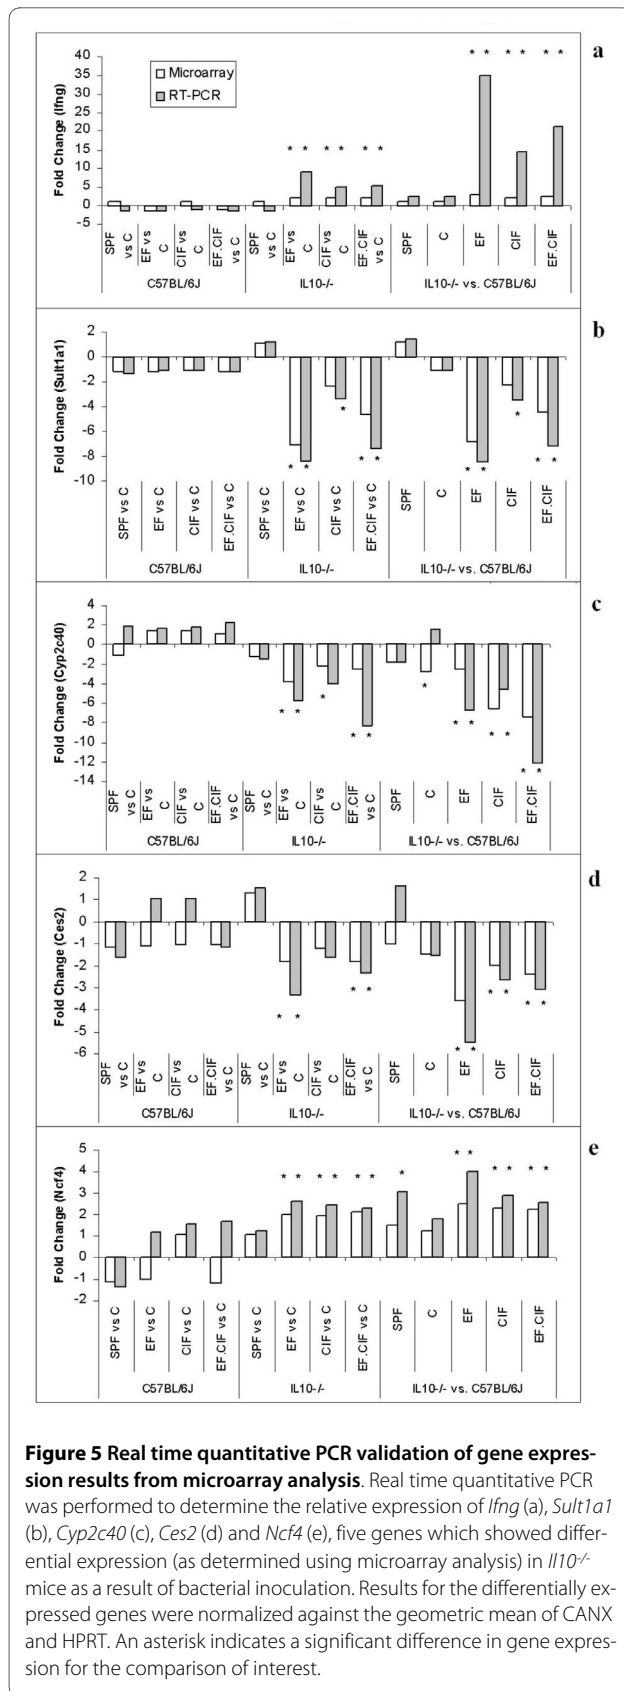 a
Fold Change (Ifng)
40
35
30
25
20
15
10
5
0
-5
Microarray
RT-PCR
* * * * * *
* * * * * *
SPF vs C
EF vs C
CIF vs C
EF.CIF vs C
SPF vs C
EF vs C
CIF vs C
EF.CIF vs C
SPF
C
EF
CIF
EF.CIF
C57BL/6J
IL10-/-
IL10-/- vs. C57BL/6J
b
Fold Change (Sult1a1)
2
0
-2
-4
-6
-8
-10
* * * * * * * * * *
SPF vs C
EF vs C
CIF vs C
EF.CIF vs C
SPF vs C
EF vs C
CIF vs C
EF.CIF vs C
SPF
C
EF
CIF
EF.CIF
C57BL/6J
IL10-/-
IL10-/- vs. C57BL/6J
c
Fold Change (Cyp2c40)
4
2
0
-2
-4
-6
-8
-10
-12
-14
* * * * * * * * * * * *
SPF vs C
EF vs C
CIF vs C
EF.CIF vs C
SPF vs C
EF vs C
CIF vs C
EF.CIF vs C
SPF
C
EF
CIF
EF.CIF
C57BL/6J
IL10-/-
IL10-/- vs. C57BL/6J
d
Fold Change (Ces2)
2
1
0
-1
-2
-3
-4
-5
-6
* * * * * * * * * *
SPF vs C
EF vs C
CIF vs C
EF.CIF vs C
SPF vs C
EF vs C
CIF vs C
EF.CIF vs C
SPF
C
EF
CIF
EF.CIF
C57BL/6J
IL10-/-
IL10-/- vs. C57BL/6J
e
Fold Change (Ncf4)
5
4
3
2
1
0
-1
-2
* * * * * * * * * * * * *
SPF vs C
EF vs C
CIF vs C
EF.CIF vs C
SPF vs C
EF vs C
CIF vs C
EF.CIF vs C
SPF
C
EF
CIF
EF.CIF
C57BL/6J
IL10-/-
IL10-/- vs. C57BL/6J
Figure 5 Real time quantitative PCR validation of gene expres-
sion results from microarray analysis. Real time quantitative PCR
was performed to determine the relative expression of Ifng (a), Sult1a1
(b), Cyp2c40 (c), Ces2 (d) and Ncf4 (e), five genes which showed differ-
ential expression (as determined using microarray analysis) in Il10-/-
mice as a result of bacterial inoculation. Results for the differentially ex-
pressed genes were normalized against the geometric mean of CANX
and HPRT. An asterisk indicates a significant difference in gene expres-
sion for the comparison of interest.